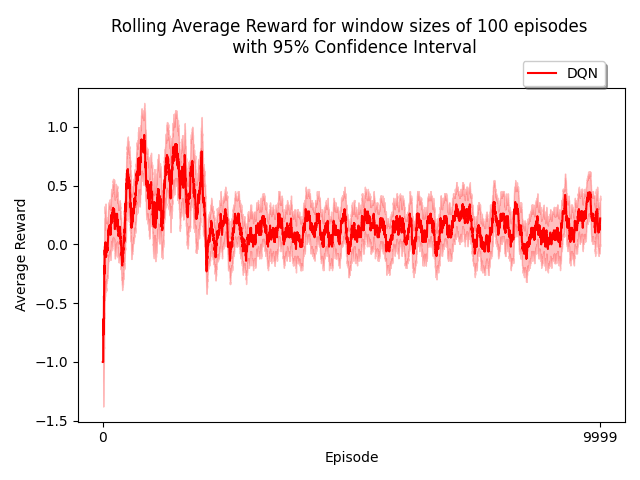 Rolling Average Reward for window sizes of 100 episodes
with 95% Confidence Interval
DQN
Average Reward
1.0
0.5
0.0
−0.5
−1.0
−1.5
0
9999
Episode